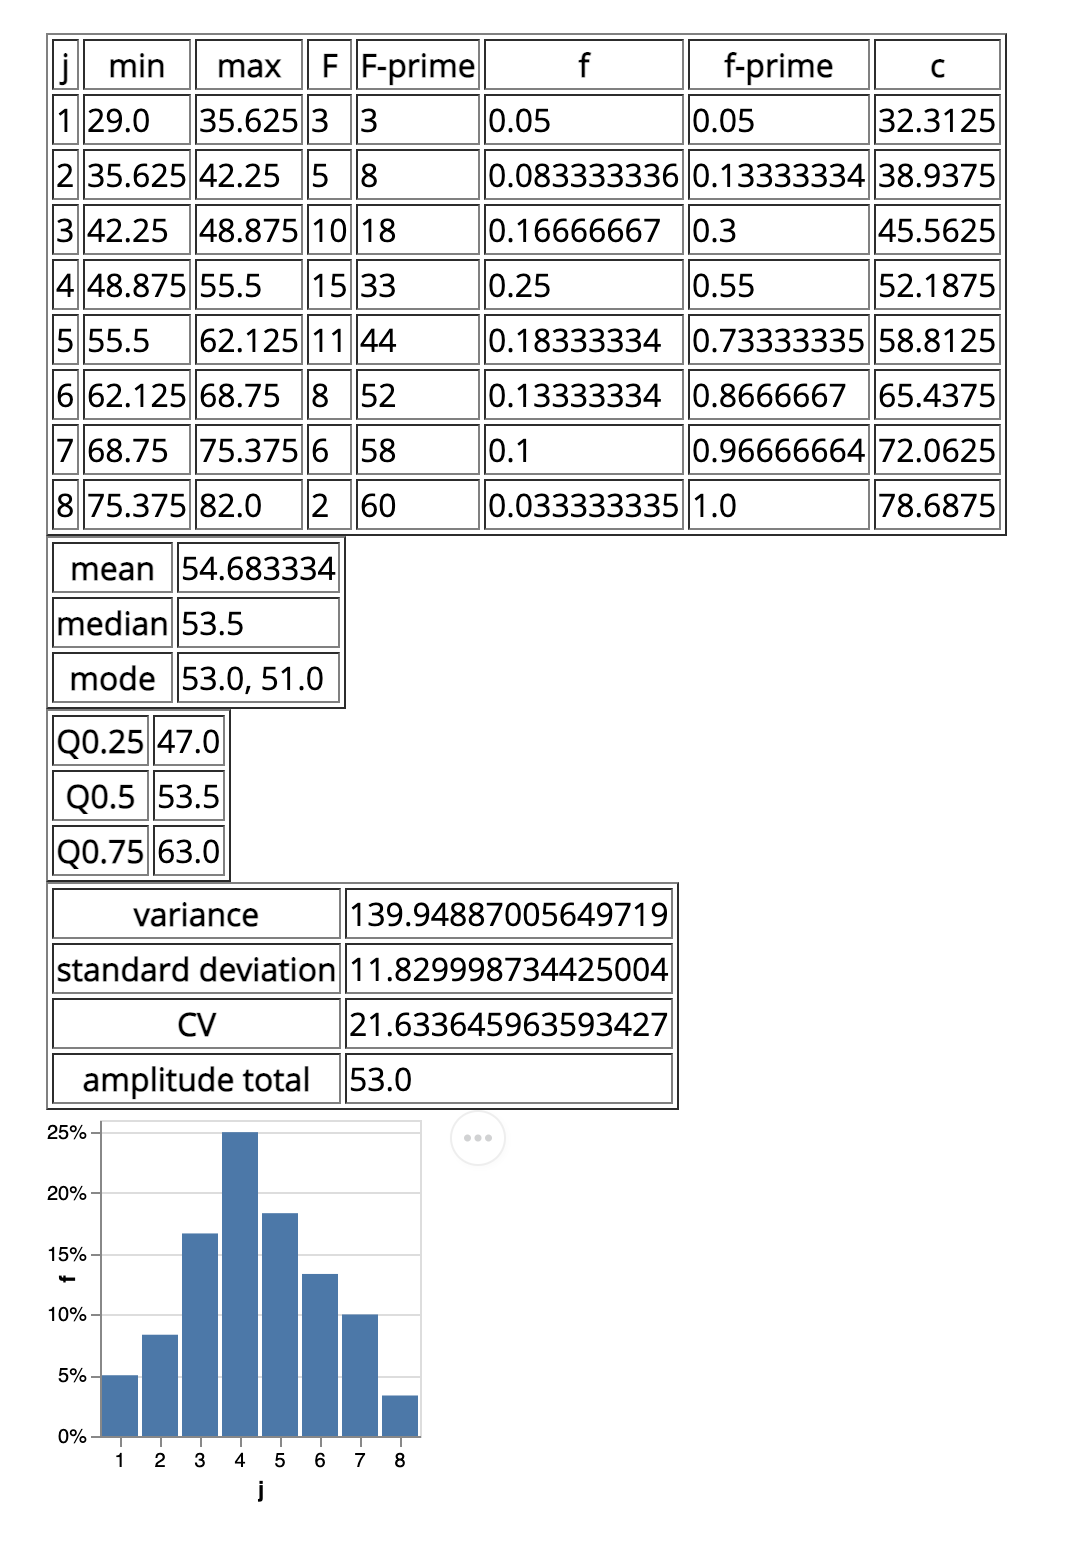 j min max F F-prime f f-prime c
1 29.0 35.625 3 3 0.05 0.05 32.3125
2 35.625 42.25 5 8 0.083333336 0.13333334 38.9375
3 42.25 48.875 10 18 0.16666667 0.3 45.5625
4 48.875 55.5 15 33 0.25 0.55 52.1875
5 55.5 62.125 11 44 0.18333334 0.73333335 58.8125
6 62.125 68.75 8 52 0.13333334 0.8666667 65.4375
7 68.75 75.375 6 58 0.1 0.96666664 72.0625
8 75.375 82.0 2 60 0.033333335 1.0 78.6875
mean 54.683334
median 53.5
mode 53.0, 51.0
Q0.25 47.0
Q0.5 53.5
Q0.75 63.0
variance 139.94887005649719
standard deviation 11.829998734425004
CV 21.633645963593427
amplitude total 53.0
25%
20%
15%
f
10%
5%
0%
1 2 3 4 5 6 7 8
j